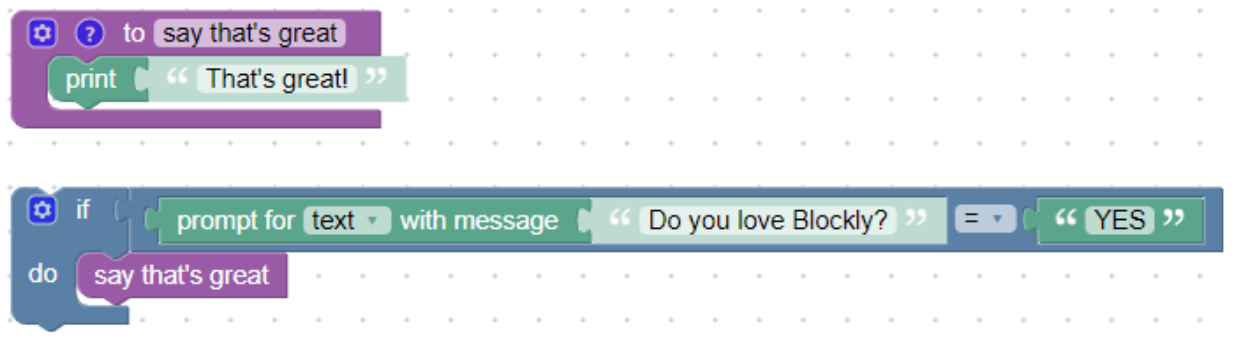 ? to say that's great
print “ That's great! ”
if prompt for text with message “ Do you love Blockly? ” = “ YES ”
do say that's great